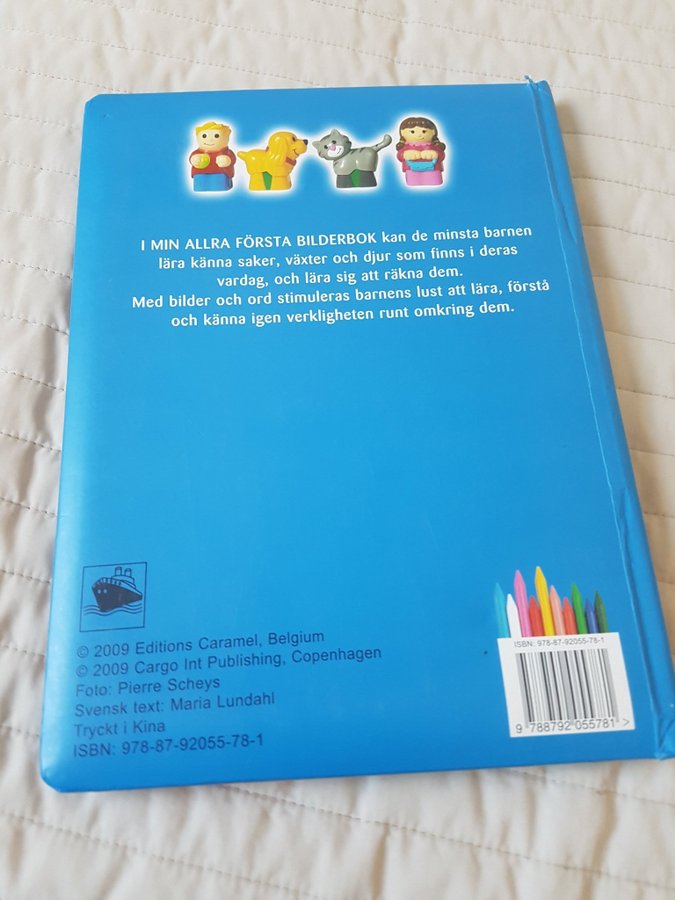 I MIN ALLRA FÖRSTA BILDERBOK kan de minsta barnen
lära känna saker, växter och djur som finns i deras
vardag, och lära sig att räkna dem.
Med bilder och ord stimuleras barnens lust att lära, förstå
och känna igen verkligheten runt omkring dem.
© 2009 Editions Caramel, Belgium
© 2009 Cargo Int Publishing, Copenhagen
Foto: Pierre Scheys
Svensk text: Maria Lundahl
Tryckt i Kina
ISBN: 978-87-92055-78-1
ISBN: 978-87-92055-78-1
9 788792 055781 >